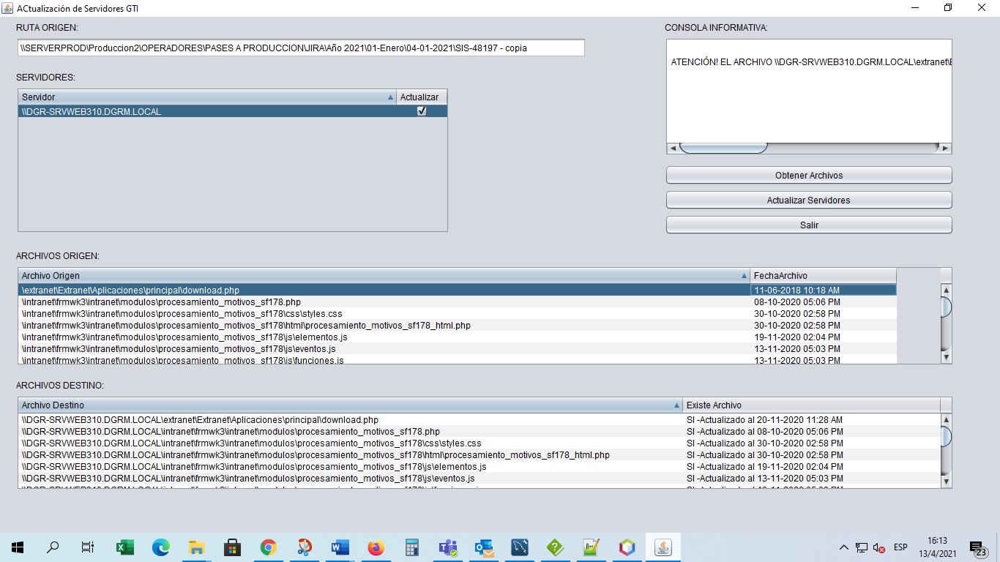 ACtualización de Servidores GTI
RUTA ORIGEN:
\\SERVERPROD\Produccion2\OPERADORES\PASES A PRODUCCION\JIRA\Año 2021\01-Enero\04-01-2021\SIS-48197 - copia
CONSOLA INFORMATIVA:
ATENCIÓN! EL ARCHIVO \\DGR-SRVWEB310.DGRM.LOCAL\extranet\E
SERVIDORES:
Servidor Actualizar
\\DGR-SRVWEB310.DGRM.LOCAL
Obtener Archivos
Actualizar Servidores
Salir
ARCHIVOS ORIGEN:
Archivo Origen FechaArchivo
\extranet\Extranet\Aplicaciones\principal\download.php 11-06-2018 10:18 AM
\intranet\frmwk3\intranet\modulos\procesamiento_motivos_sf178.php 08-10-2020 05:06 PM
\intranet\frmwk3\intranet\modulos\procesamiento_motivos_sf178\css\styles.css 30-10-2020 02:58 PM
\intranet\frmwk3\intranet\modulos\procesamiento_motivos_sf178\html\procesamiento_motivos_sf178_html.php 30-10-2020 02:58 PM
\intranet\frmwk3\intranet\modulos\procesamiento_motivos_sf178\js\elementos.js 19-11-2020 02:04 PM
\intranet\frmwk3\intranet\modulos\procesamiento_motivos_sf178\js\eventos.js 13-11-2020 05:03 PM
\intranet\frmwk3\intranet\modulos\procesamiento_motivos_sf178\js\funciones.js 13-11-2020 05:03 PM
ARCHIVOS DESTINO:
Archivo Destino Existe Archivo
\\DGR-SRVWEB310.DGRM.LOCAL\extranet\Extranet\Aplicaciones\principal\download.php SI -Actualizado al 20-11-2020 11:28 AM
\\DGR-SRVWEB310.DGRM.LOCAL\intranet\frmwk3\intranet\modulos\procesamiento_motivos_sf178.php SI -Actualizado al 08-10-2020 05:06 PM
\\DGR-SRVWEB310.DGRM.LOCAL\intranet\frmwk3\intranet\modulos\procesamiento_motivos_sf178\css\styles.css SI -Actualizado al 30-10-2020 02:58 PM
\\DGR-SRVWEB310.DGRM.LOCAL\intranet\frmwk3\intranet\modulos\procesamiento_motivos_sf178\html\procesamiento_motivos_sf178_html.php SI -Actualizado al 30-10-2020 02:58 PM
\\DGR-SRVWEB310.DGRM.LOCAL\intranet\frmwk3\intranet\modulos\procesamiento_motivos_sf178\js\elementos.js SI -Actualizado al 19-11-2020 02:04 PM
\\DGR-SRVWEB310.DGRM.LOCAL\intranet\frmwk3\intranet\modulos\procesamiento_motivos_sf178\js\eventos.js SI -Actualizado al 13-11-2020 05:03 PM
ESP
16:13
13/4/2021
23